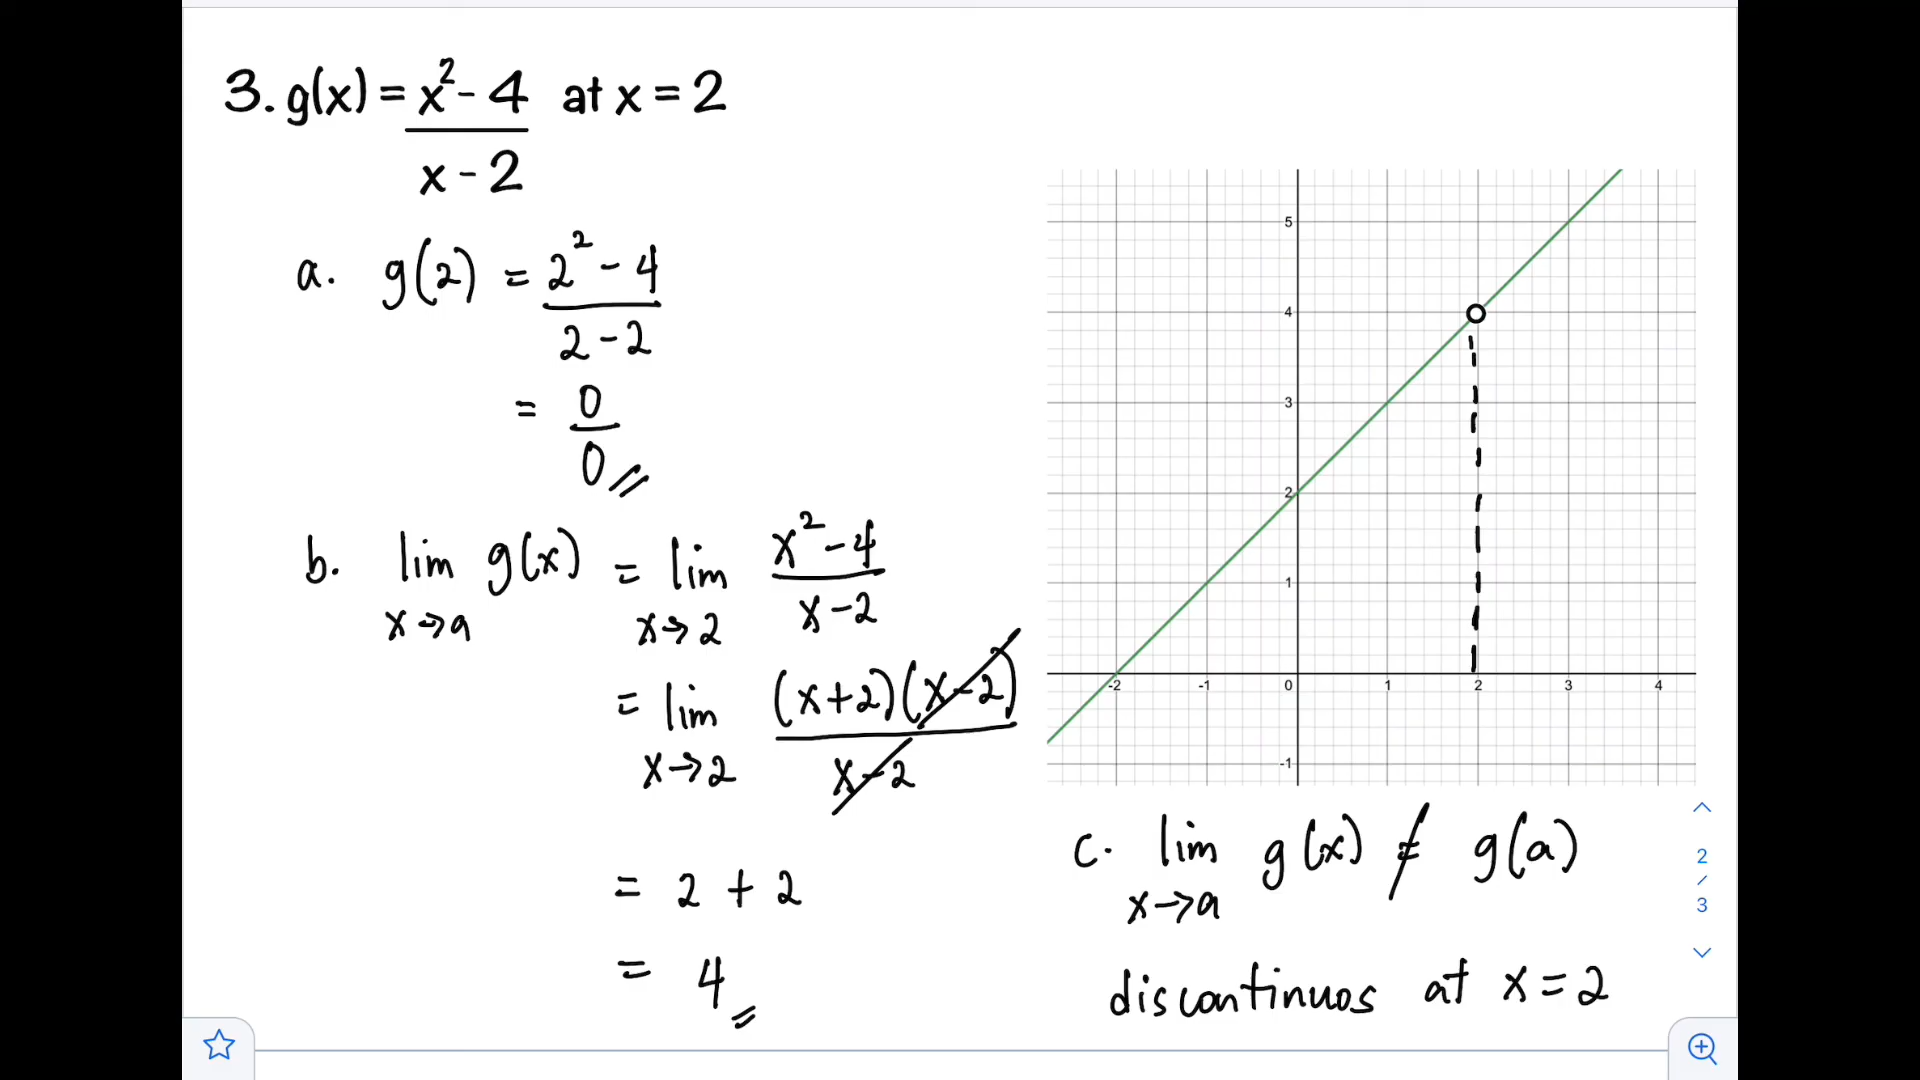 3. g(x) = x² - 4 at x = 2
x - 2
a. g(2) = 2² - 4
2 - 2
= 0
0
b. lim g(x) = lim x² - 4
x→a x→2 x - 2
= lim (x+2)(x-2)
x→2 x-2
= 2 + 2
= 4
5
4
3
2
1
-2 -1 0 1 2 3 4
-1
c. lim g(x) ≠ g(a)
x→a
discontinuos at x = 2
2
/
3